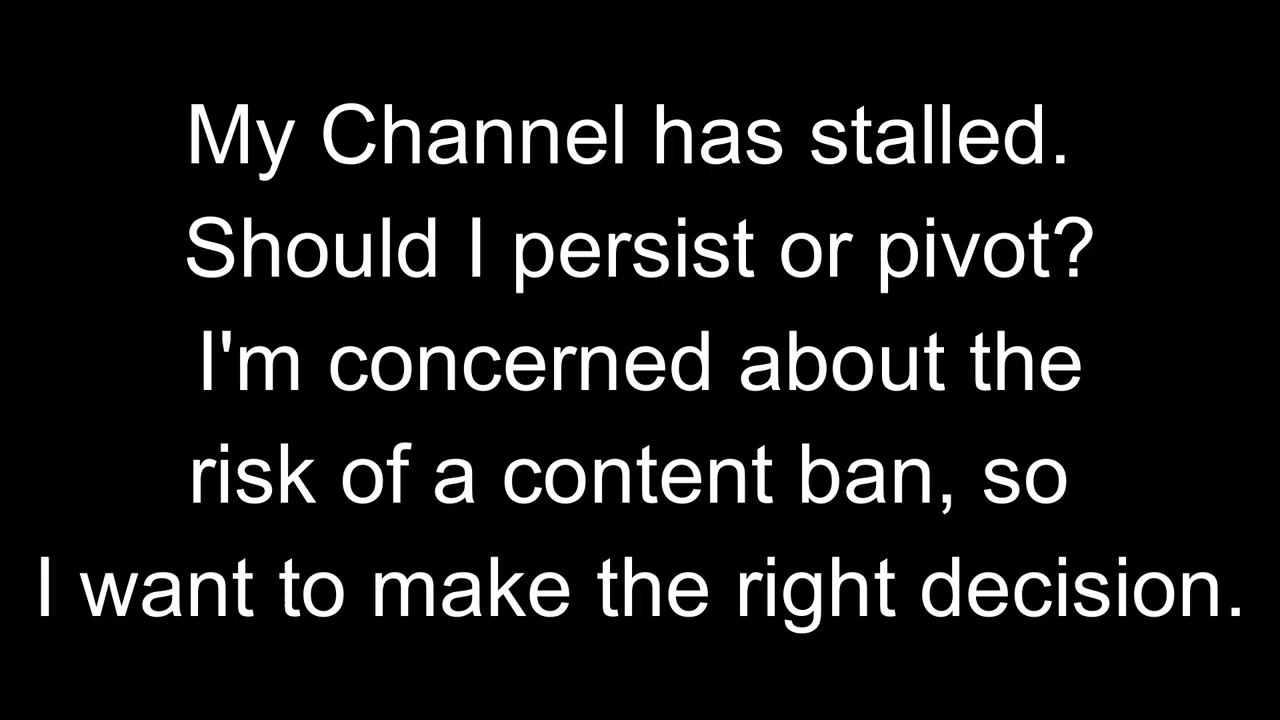 My Channel has stalled.
Should I persist or pivot?
I'm concerned about the
risk of a content ban, so
I want to make the right decision.